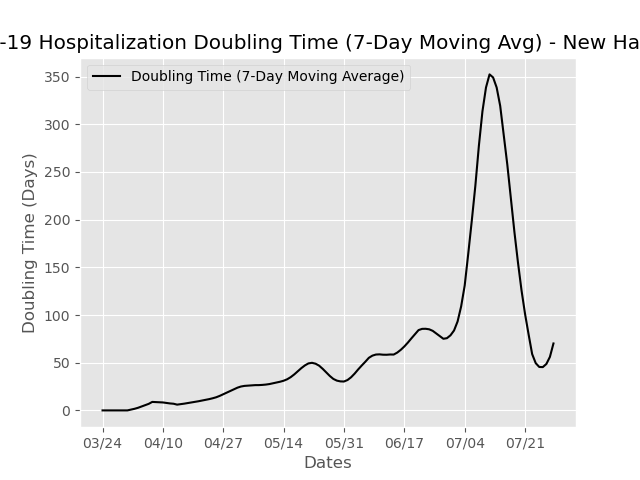 -19 Hospitalization Doubling Time (7-Day Moving Avg) - New Ha
Doubling Time (7-Day Moving Average)
Doubling Time (Days)
350
300
250
200
150
100
50
0
03/24 04/10 04/27 05/14 05/31 06/17 07/04 07/21
Dates